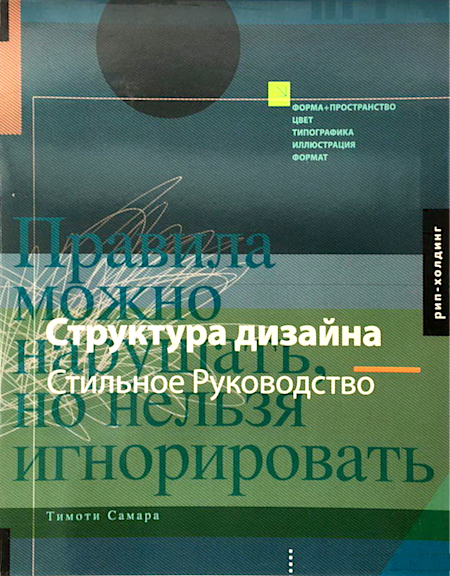 ФОРМА+ПРОСТРАНСТВО
ЦВЕТ
ТИПОГРАФИКА
ИЛЛЮСТРАЦИЯ
ФОРМАТ
рип-холдинг
Правила
можно
нарушать,
но нельзя
игнорировать
Структура дизайна
Стильное Руководство
Тимоти Самара